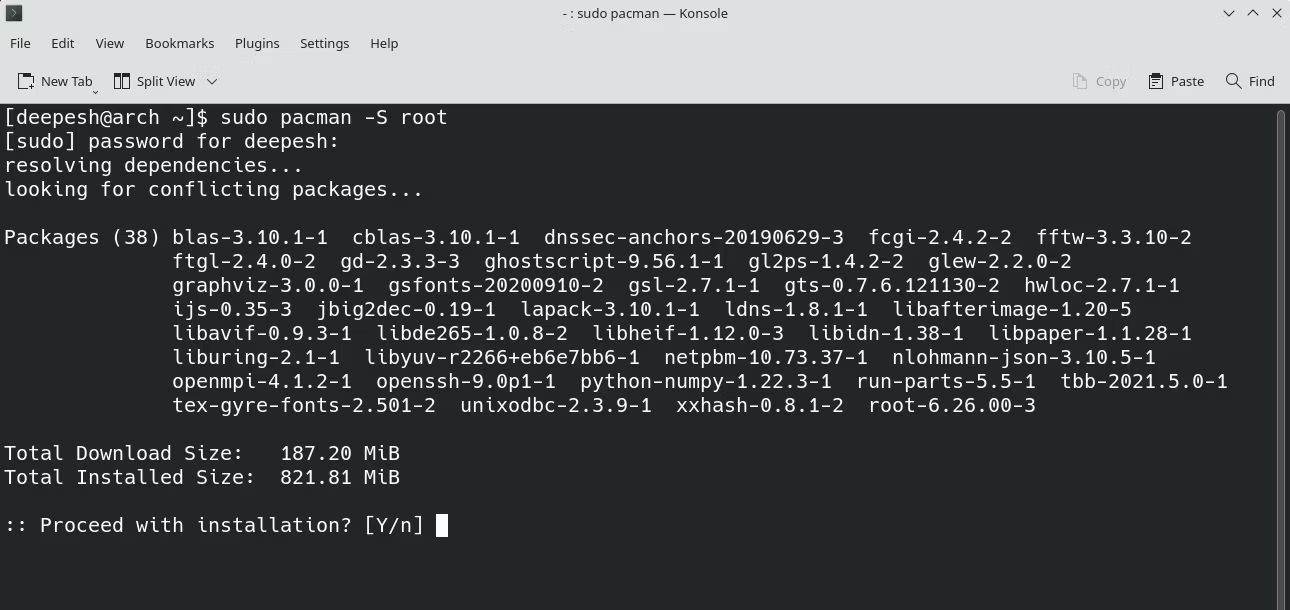 - : sudo pacman — Konsole
File Edit View Bookmarks Plugins Settings Help
New Tab Split View Copy Paste Find
[deepesh@arch ~]$ sudo pacman -S root
[sudo] password for deepesh:
resolving dependencies...
looking for conflicting packages...
Packages (38) blas-3.10.1-1 cblas-3.10.1-1 dnssec-anchors-20190629-3 fcgi-2.4.2-2 fftw-3.3.10-2
ftgl-2.4.0-2 gd-2.3.3-3 ghostscript-9.56.1-1 gl2ps-1.4.2-2 glew-2.2.0-2
graphviz-3.0.0-1 gsfonts-20200910-2 gsl-2.7.1-1 gts-0.7.6.121130-2 hwloc-2.7.1-1
ijs-0.35-3 jbig2dec-0.19-1 lapack-3.10.1-1 ldns-1.8.1-1 libafterimage-1.20-5
libavif-0.9.3-1 libde265-1.0.8-2 libheif-1.12.0-3 libidn-1.38-1 libpaper-1.1.28-1
liburing-2.1-1 libyuv-r2266+eb6e7bb6-1 netpbm-10.73.37-1 nlohmann-json-3.10.5-1
openmpi-4.1.2-1 openssh-9.0p1-1 python-numpy-1.22.3-1 run-parts-5.5-1 tbb-2021.5.0-1
tex-gyre-fonts-2.501-2 unixodbc-2.3.9-1 xxhash-0.8.1-2 root-6.26.00-3
Total Download Size: 187.20 MiB
Total Installed Size: 821.81 MiB
:: Proceed with installation? [Y/n]